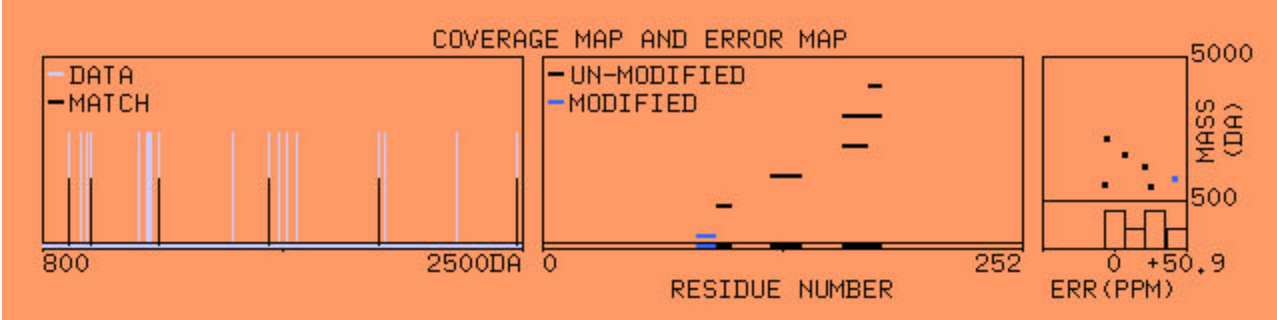 COVERAGE MAP AND ERROR MAP
DATA
MATCH
UN-MODIFIED
MODIFIED
5000
MASS
(DA)
500
800
2500DA
0
252
0
+50.9
RESIDUE NUMBER
ERR(PPM)